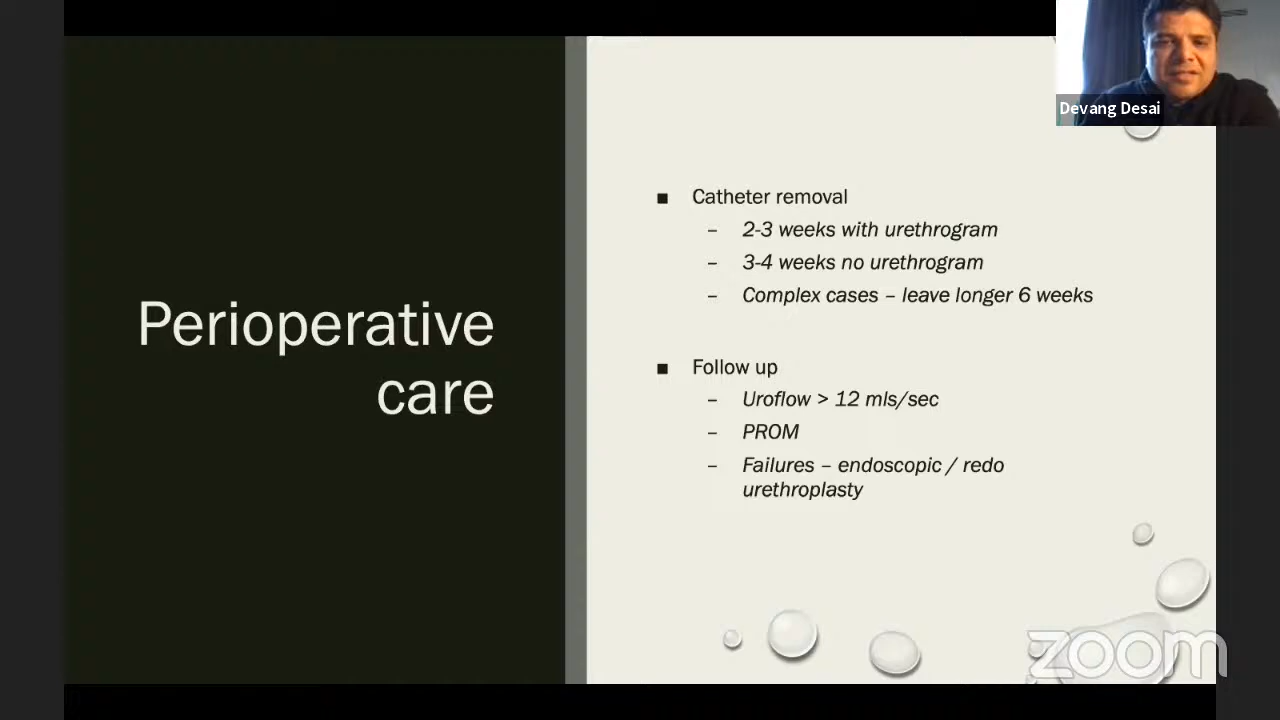 Devang Desai
Perioperative
care
■ Catheter removal
– 2-3 weeks with urethrogram
– 3-4 weeks no urethrogram
– Complex cases – leave longer 6 weeks
■ Follow up
– Uroflow > 12 mls/sec
– PROM
– Failures – endoscopic / redo
urethroplasty
zoom